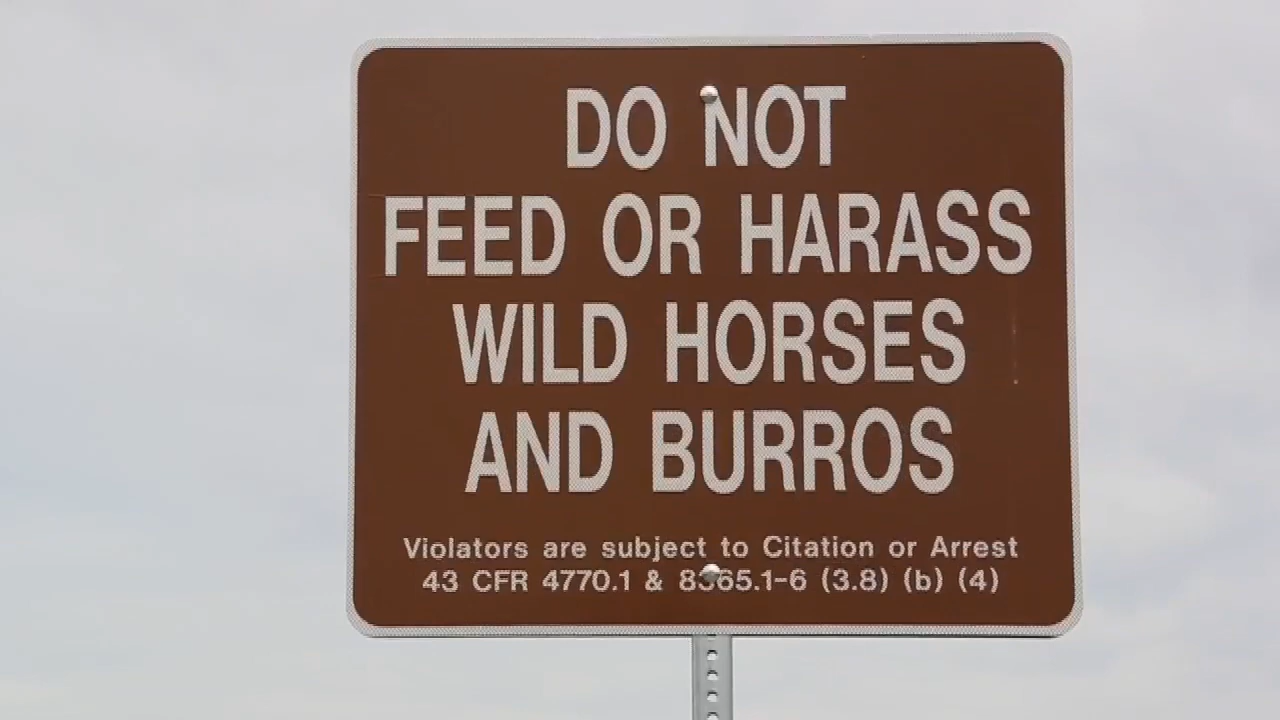 DO NOT
FEED OR HARASS
WILD HORSES
AND BURROS
Violators are subject to Citation or Arrest
43 CFR 4770.1 & 8365.1-6 (3.8) (b) (4)